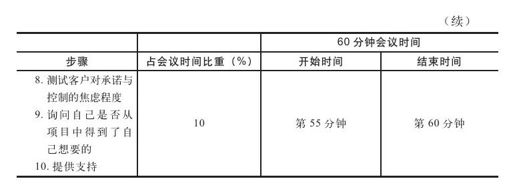 （续）
60分钟会议时间
步骤 占会议时间比重（%） 开始时间 结束时间
8. 测试客户对承诺与
控制的焦虑程度
9. 询问自己是否从
项目中得到了自
己想要的
10. 提供支持
10 第 55 分钟 第 60 分钟